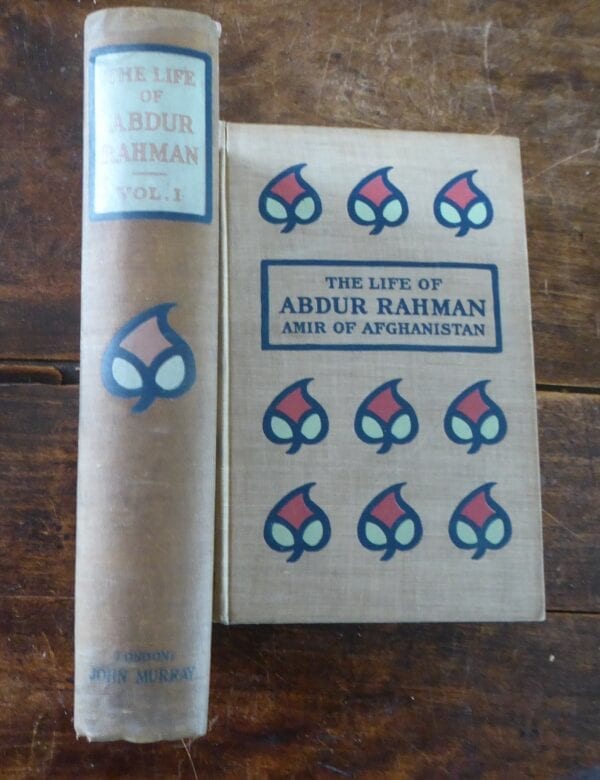 THE LIFE
OF
ABDUR
RAHMAN
VOL. I
LONDON:
JOHN MURRAY
THE LIFE OF
ABDUR RAHMAN
AMIR OF AFGHANISTAN